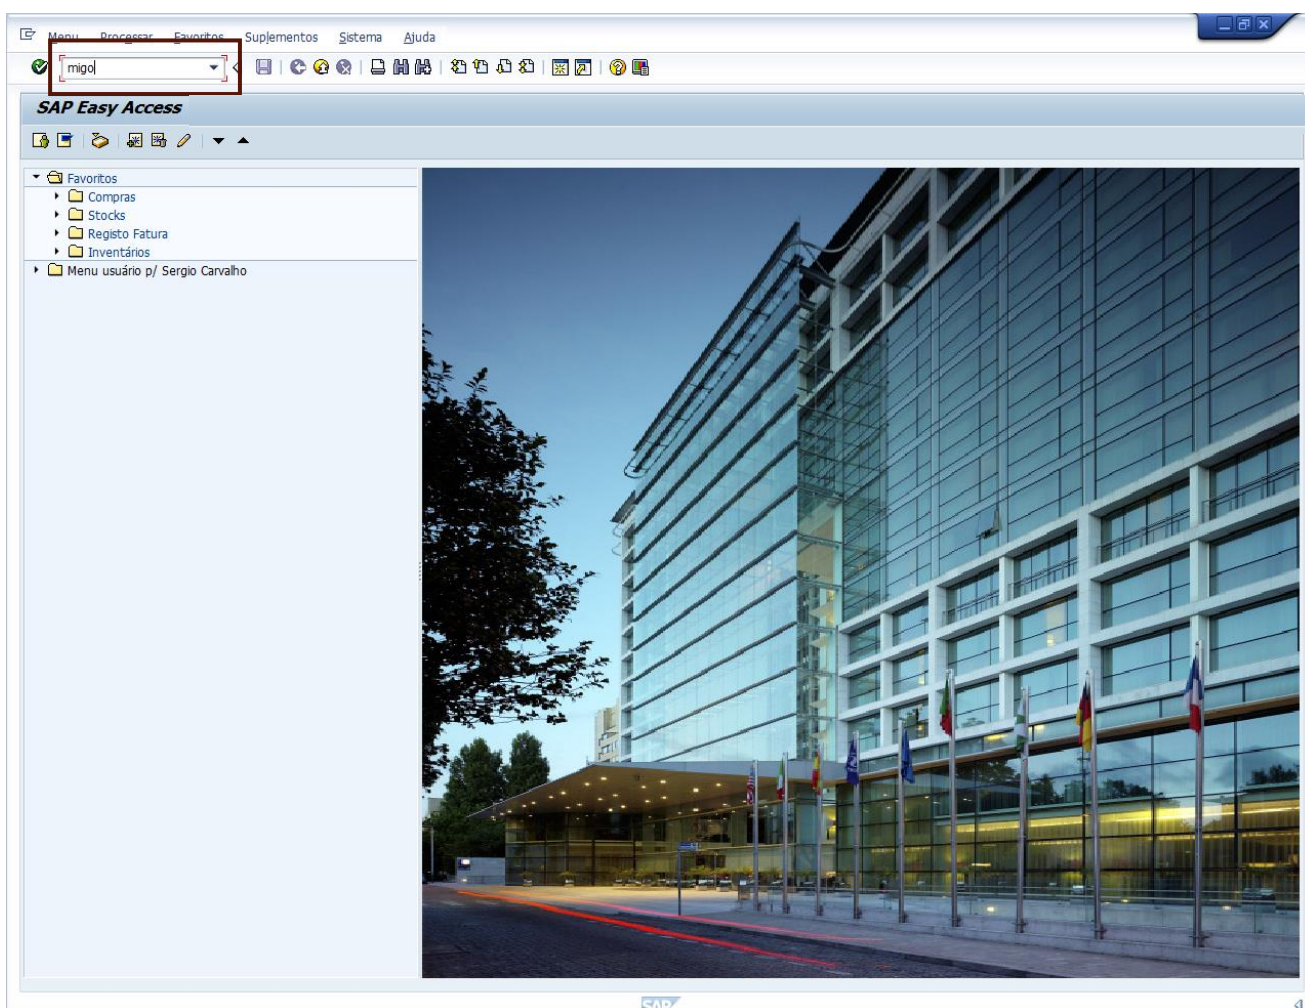 Menu Processar Favoritos Suplementos Sistema Ajuda
migo
SAP Easy Access
Favoritos
Compras
Stocks
Registo Fatura
Inventários
Menu usuário p/ Sergio Carvalho
SAP